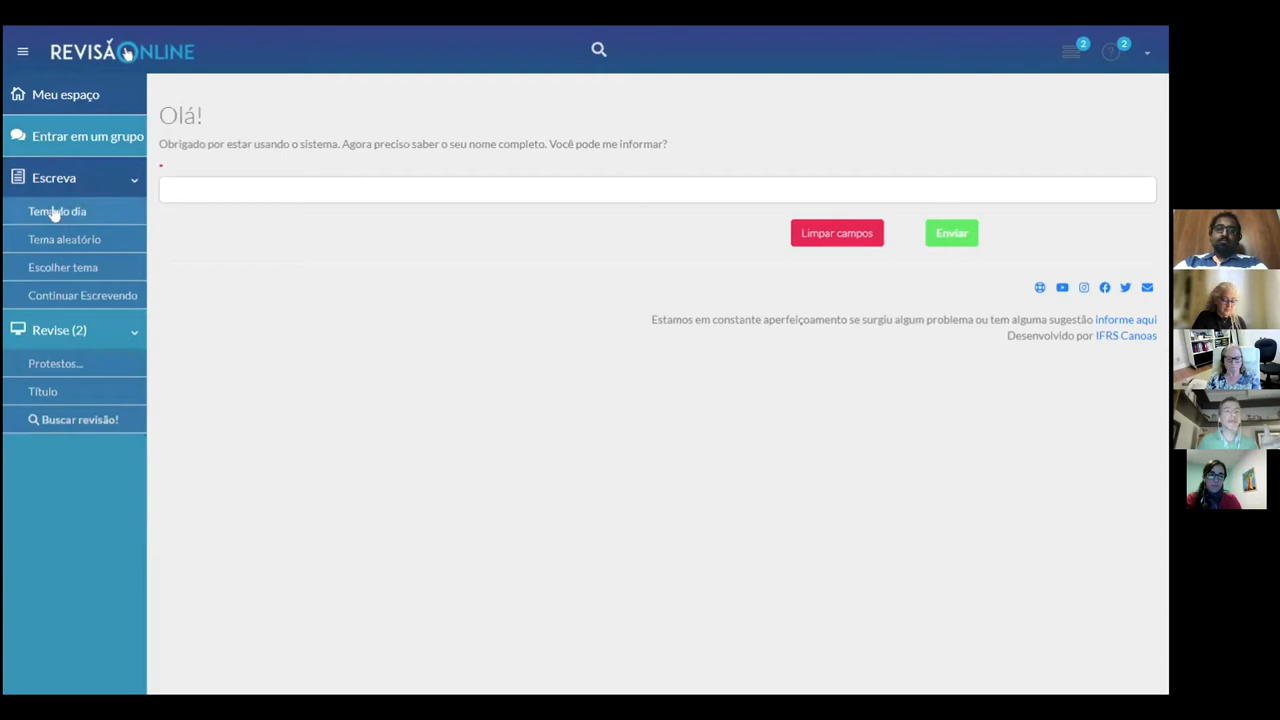 REVISÃONLINE
2
2
Meu espaço
Entrar em um grupo
Escreva
Tema do dia
Tema aleatório
Escolher tema
Continuar Escrevendo
Revise (2)
Protestos...
Título
Buscar revisão!
Olá!
Obrigado por estar usando o sistema. Agora preciso saber o seu nome completo. Você pode me informar?
*
Limpar campos
Enviar
Estamos em constante aperfeiçoamento se surgiu algum problema ou tem alguma sugestão informe aqui
Desenvolvido por IFRS Canoas